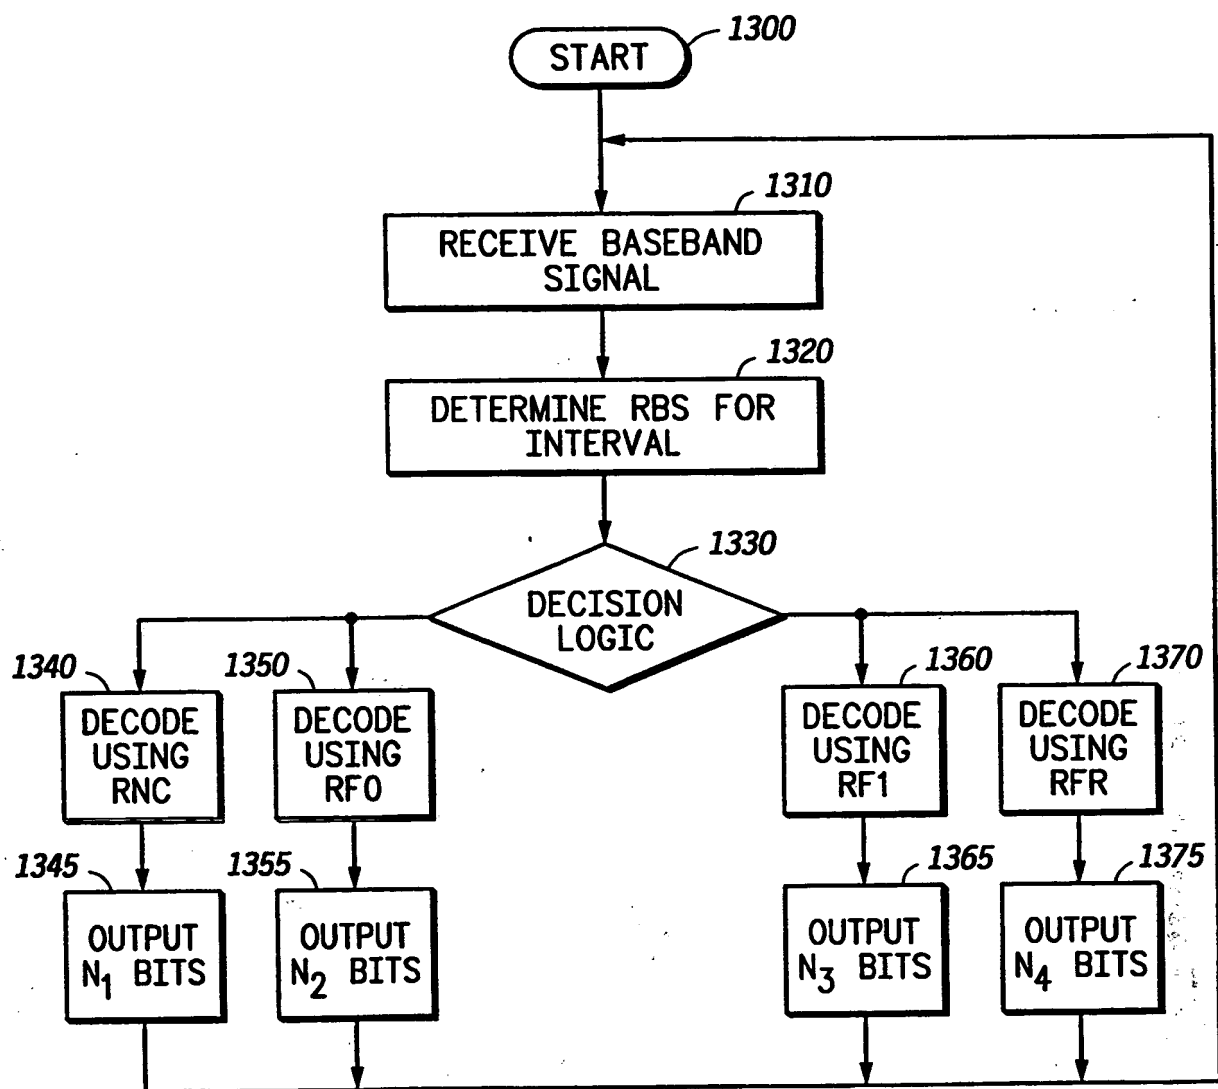 1300
START
1310
RECEIVE BASEBAND
SIGNAL
1320
DETERMINE RBS FOR
INTERVAL
1330
DECISION
LOGIC
1340
DECODE
USING
RNC
1350
DECODE
USING
RF0
1360
DECODE
USING
RF1
1370
DECODE
USING
RFR
1345
OUTPUT
N1 BITS
1355
OUTPUT
N2 BITS
1365
OUTPUT
N3 BITS
1375
OUTPUT
N4 BITS